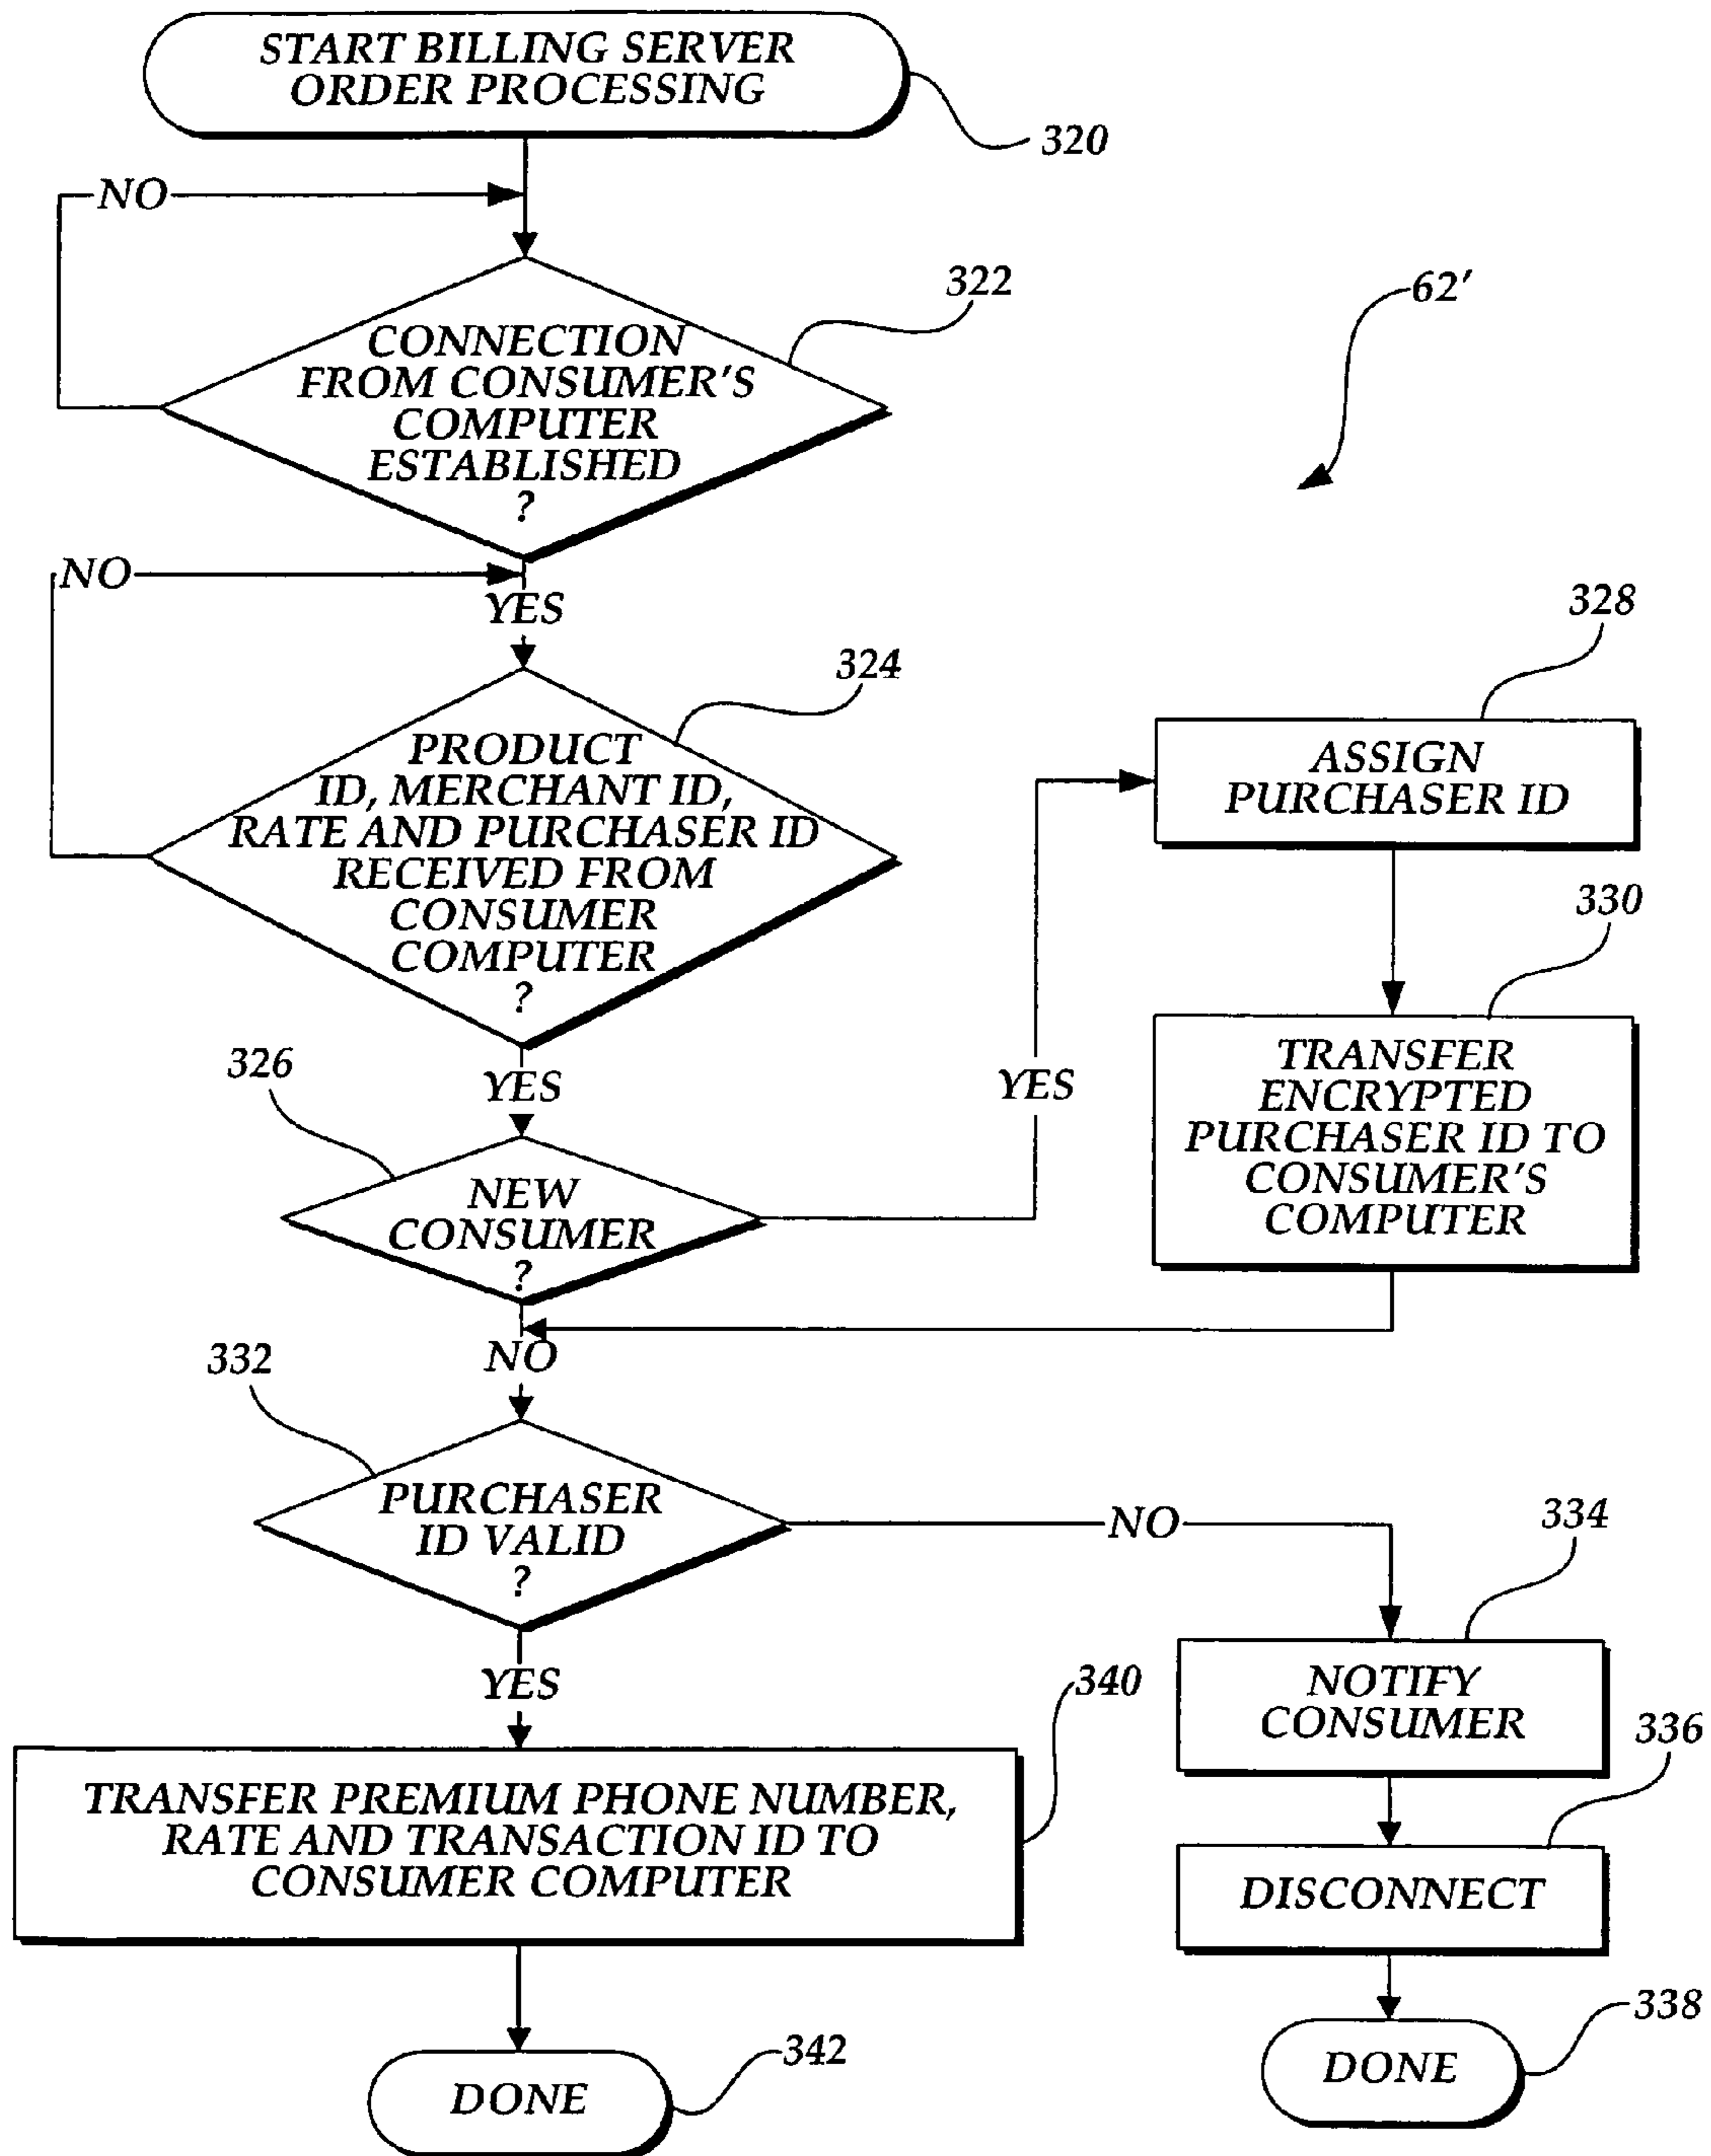 START BILLING SERVER
ORDER PROCESSING
320
NO
322
62'
CONNECTION
FROM CONSUMER'S
COMPUTER
ESTABLISHED
?
NO
YES
328
324
PRODUCT
ID, MERCHANT ID,
RATE AND PURCHASER ID
RECEIVED FROM
CONSUMER
COMPUTER
?
ASSIGN
PURCHASER ID
330
326
YES
YES
TRANSFER
ENCRYPTED
PURCHASER ID TO
CONSUMER'S
COMPUTER
NEW
CONSUMER
?
332
NO
PURCHASER
ID VALID
?
NO
334
YES
340
NOTIFY
CONSUMER
336
TRANSFER PREMIUM PHONE NUMBER,
RATE AND TRANSACTION ID TO
CONSUMER COMPUTER
DISCONNECT
338
342
DONE
DONE